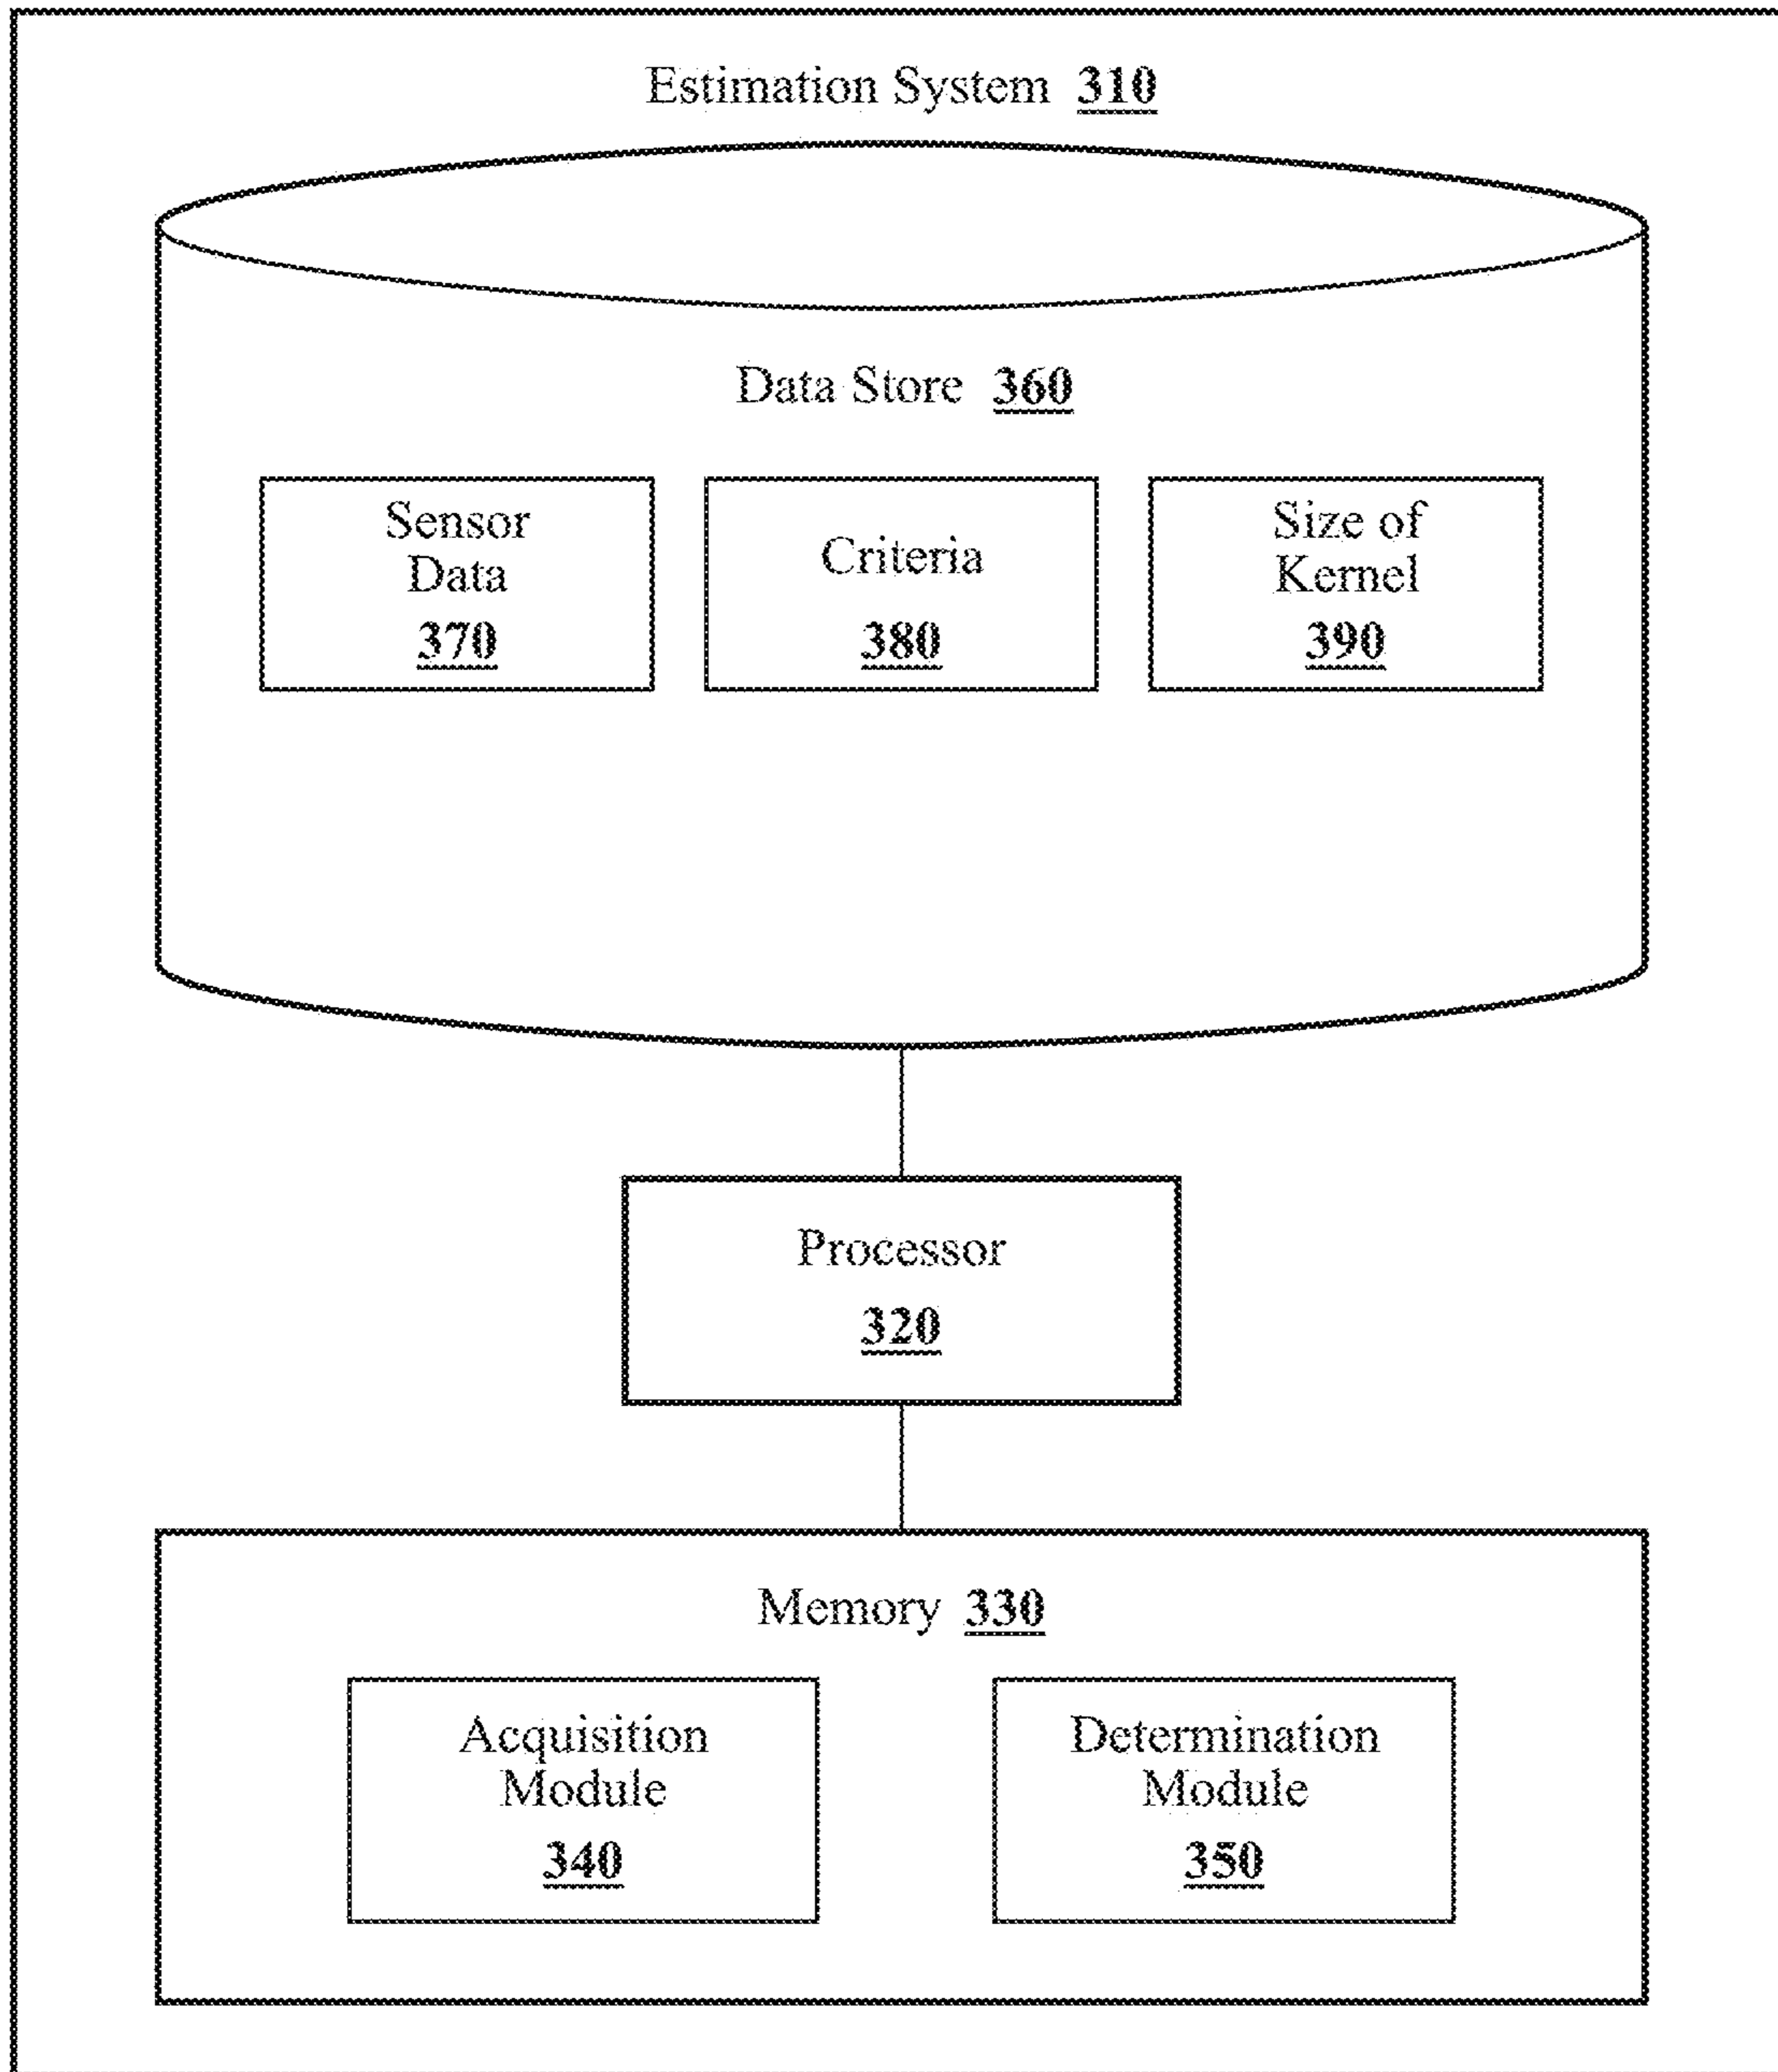 Estimation System 310
Data Store 360
Sensor
Data
370
Criteria
380
Size of
Kernel
390
Processor
320
Memory 330
Acquisition
Module
340
Determination
Module
350